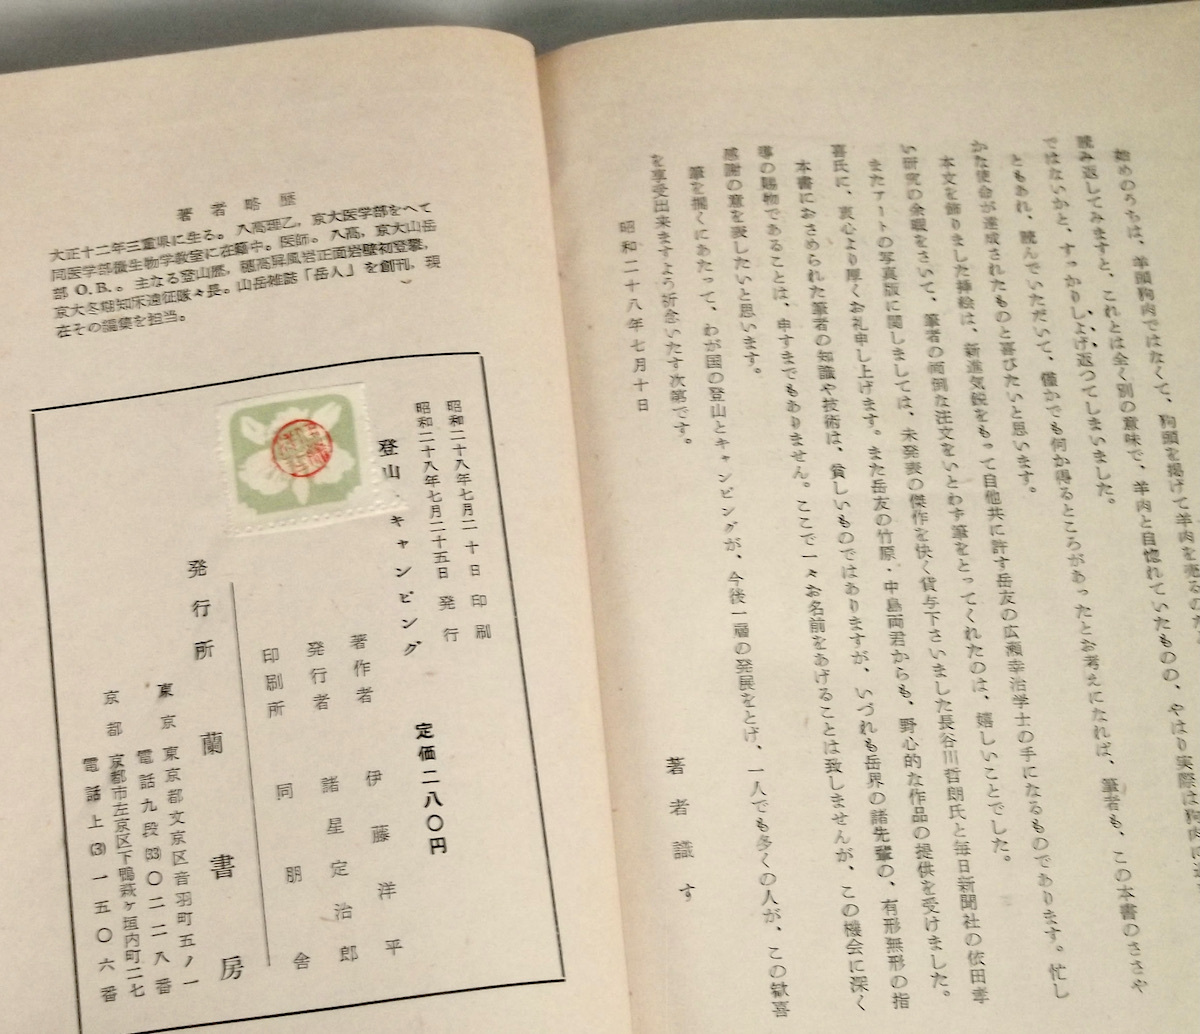 始めのうちは、羊頭狗肉ではなくて、狗頭を掲げて羊肉を売るのだ
と自惚れていたものの、やはり実際は狗肉に近
読み返してみますと、これとは全く別の意味で、羊肉
ではないかと、すっかりしょげ返つてしまいました。
ともあれ、読んでいただいて、僅かでも何か得るところがあったとお考えになれば、筆者も、この本書のささや
かな使命が達成されたものと喜びたいと思います。
本文を飾りました挿絵は、新進気鋭をもって自他共に許す岳友の広瀬幸治学士の手になるものであります。忙し
い研究の余暇をさいて、筆者の面倒な注文をいとわず筆をとってくれたのは、嬉しいことでした。
またアートの写真版に関しましては、未発表の傑作を快く貸与下さいました長谷川哲朗氏と毎日新聞社の依田孝
喜氏に、衷心より厚くお礼申し上げます。また岳友の竹原・中島両君からも、野心的な作品の提供を受けました。
本書におさめられた筆者の知識や技術は、貧しいものではありますが、いづれも岳界の諸先輩の、有形無形の指
導の賜物であることは、申すまでもありません。ここで一々お名前をあげることは致しませんが、この機会に深く
感謝の意を表したいと思います。
筆を擱くにあたって、わが国の登山とキャンピングが、今後一層の発展をとげ、一人でも多くの人が、この歓喜
を享受出来ますよう祈念いたす次第です。
昭和二十八年七月十日
著者識す
著者略歴
大正十二年三重県に生る。八高理乙，京大医学部をへて
同医学部微生物学教室に在籍中。医師。八高，京大山岳
部 O.B.。主なる登山歴，穂高屏風岩正面岩壁初登攀，
京大冬期知床遠征隊々長。山岳雑誌「岳人」を創刊，現
在その編集を担当。
昭和二十八年七月二十日印刷
昭和二十八年七月二十五日発行
登山・キャンピング
定価二八〇円
著作者 伊藤洋平
発行者 諸星定治郎
印刷所 同朋舎
発行所 蘭書房
東京 東京都文京区音羽町五ノ一
電話九段(33)〇二二八番
京都 京都市左京区下鴨萩ヶ垣内町二七
電話上(3)一五〇六番